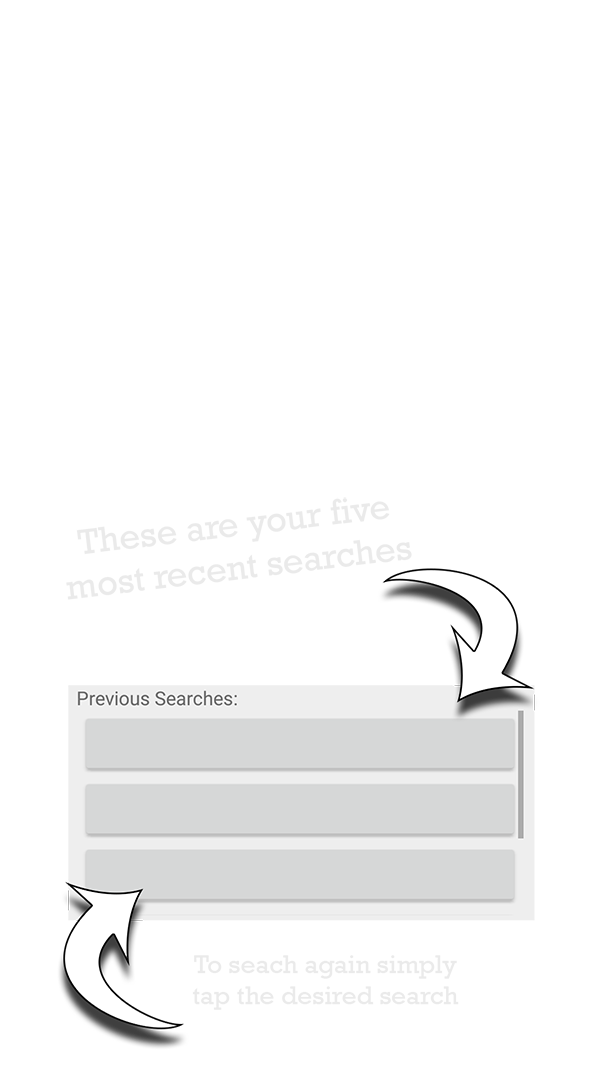 These are your five
most recent searches
Previous Searches:
To seach again simply
tap the desired search